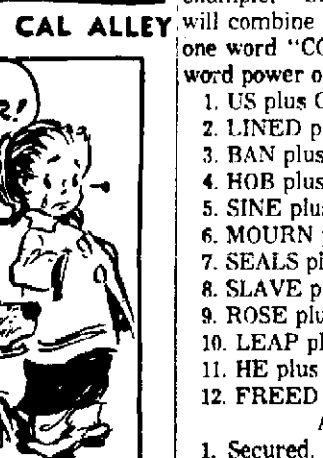 CAL ALLEY
will combine
one word "CO
word power o
1. US plus
2. LINED p
3. BAN plus
4. HOB plus
5. SINE plu
6. MOURN
7. SEALS pl
8. SLAVE p
9. ROSE plu
10. LEAP pl
11. HE plus
12. FREED
1. Secured.